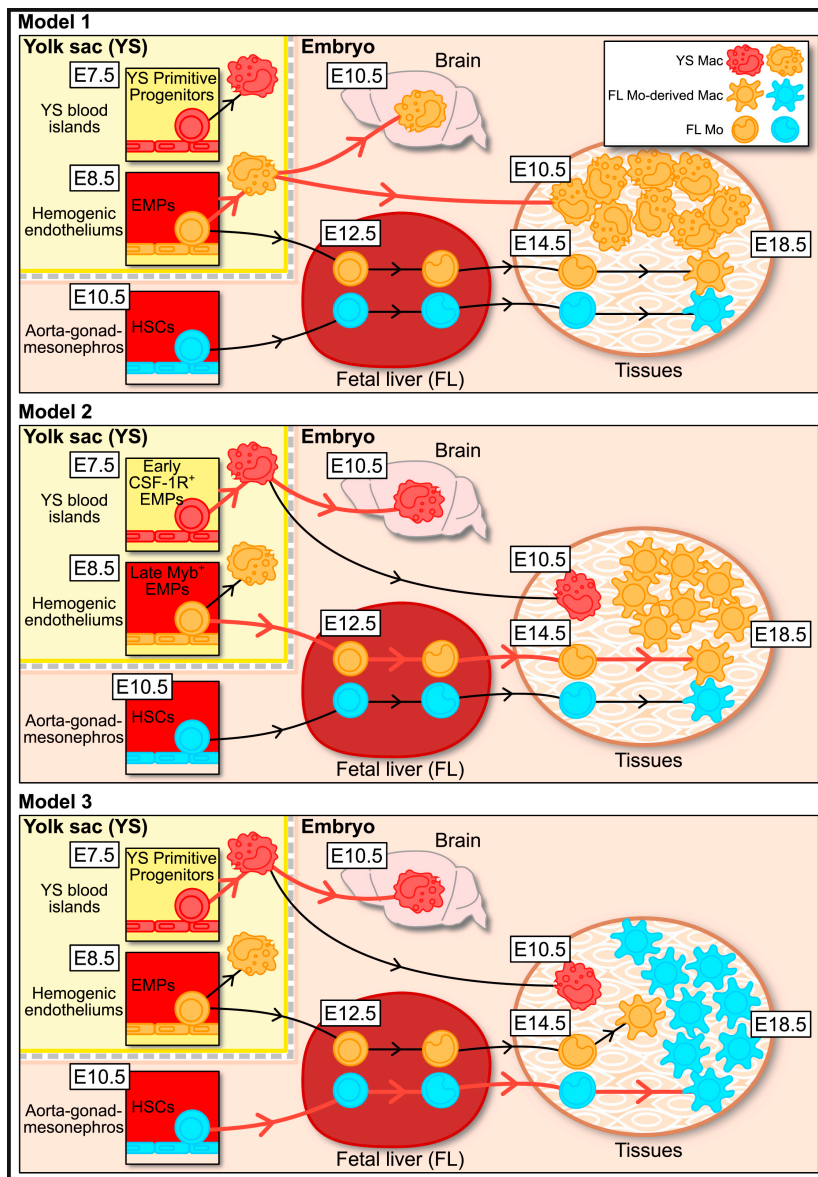 Model 1
Yolk sac (YS)
Embryo
E7.5
YS Primitive
Progenitors
YS blood
islands
E8.5
EMPs
Hemogenic
endotheliums
E10.5
HSCs
Aorta-gonad-
mesonephros
E10.5
Brain
E12.5
Fetal liver (FL)
YS Mac
FL Mo-derived Mac
FL Mo
E10.5
E14.5
E18.5
Tissues
Model 2
Yolk sac (YS)
Embryo
E7.5
Early
CSF-1R+
EMPs
YS blood
islands
E8.5
Late Myb+
EMPs
Hemogenic
endotheliums
E10.5
HSCs
Aorta-gonad-
mesonephros
E10.5
Brain
E12.5
Fetal liver (FL)
E10.5
E14.5
E18.5
Tissues
Model 3
Yolk sac (YS)
Embryo
E7.5
YS Primitive
Progenitors
YS blood
islands
E8.5
EMPs
Hemogenic
endotheliums
E10.5
HSCs
Aorta-gonad-
mesonephros
E10.5
Brain
E12.5
Fetal liver (FL)
E10.5
E14.5
E18.5
Tissues